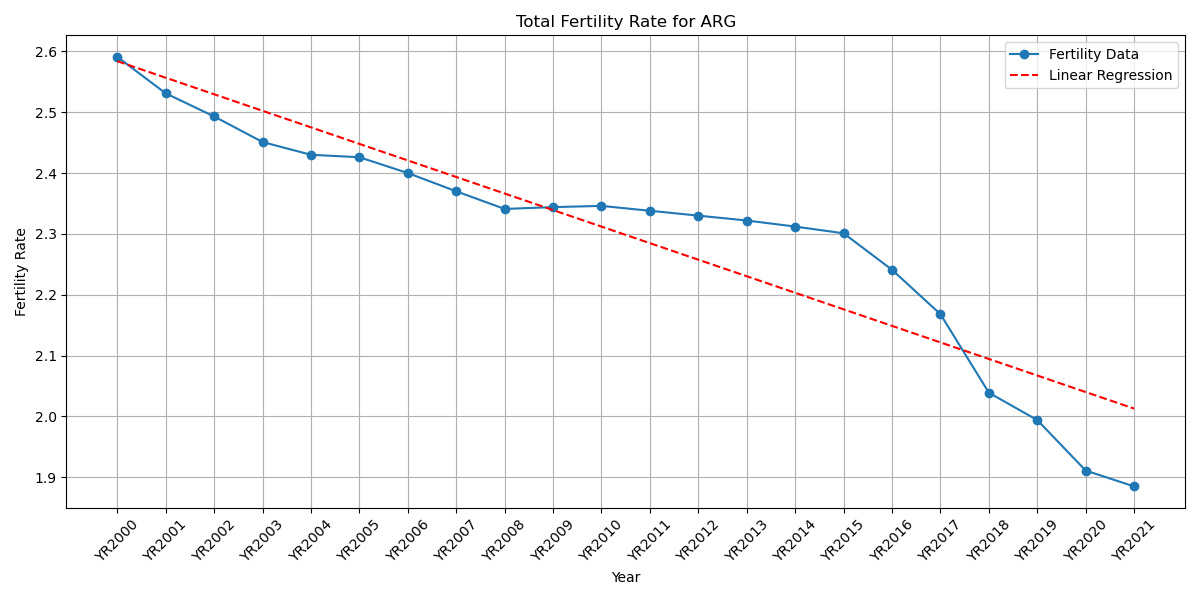 Total Fertility Rate for ARG
Fertility Data
Linear Regression
Fertility Rate
2.6
2.5
2.4
2.3
2.2
2.1
2.0
1.9
YR2000
YR2001
YR2002
YR2003
YR2004
YR2005
YR2006
YR2007
YR2008
YR2009
YR2010
YR2011
YR2012
YR2013
YR2014
YR2015
YR2016
YR2017
YR2018
YR2019
YR2020
YR2021
Year